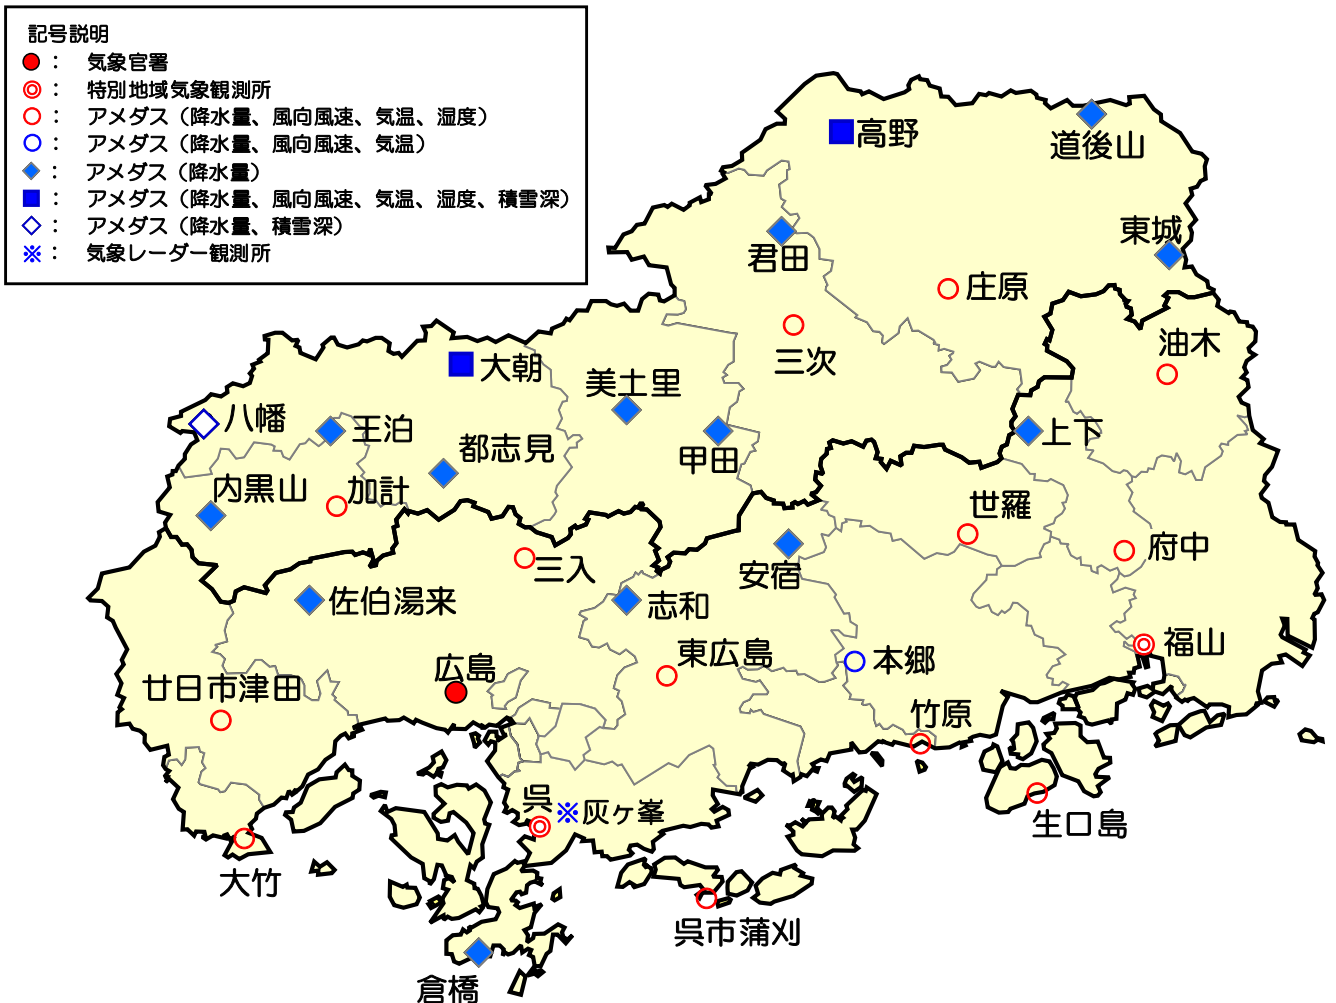 記号説明
● : 気象官署
◎ : 特別地域気象観測所
○ : アメダス（降水量、風向風速、気温、湿度）
○ : アメダス（降水量、風向風速、気温）
◆ : アメダス（降水量）
■ : アメダス（降水量、風向風速、気温、湿度、積雪深）
◇ : アメダス（降水量、積雪深）
※ : 気象レーダー観測所
高野
道後山
東城
君田
庄原
三次
油木
大朝
美土里
八幡
王泊
上下
都志見
甲田
内黒山
加計
世羅
府中
三入
安宿
佐伯湯来
志和
福山
東広島
本郷
広島
廿日市津田
竹原
呉
※灰ヶ峯
生口島
大竹
呉市蒲刈
倉橋